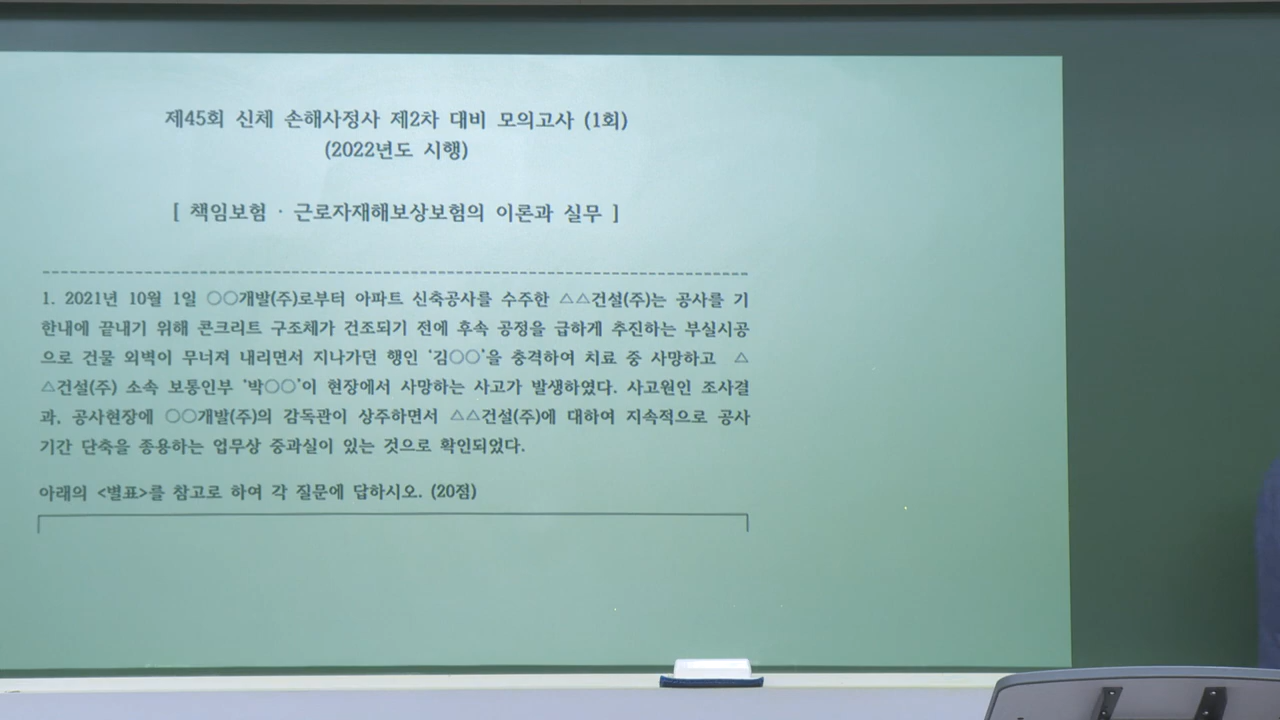 제45회 신체 손해사정사 제2차 대비 모의고사 (1회)
(2022년도 시행)
[ 책임보험 · 근로자재해보상보험의 이론과 실무 ]
1. 2021년 10월 1일 ○○개발(주)로부터 아파트 신축공사를 수주한 △△건설(주)는 공사를 기
한내에 끝내기 위해 콘크리트 구조체가 건조되기 전에 후속 공정을 급하게 추진하는 부실시공
으로 건물 외벽이 무너져 내리면서 지나가던 행인 '김○○'을 충격하여 치료 중 사망하고 △
△건설(주) 소속 보통인부 '박○○'이 현장에서 사망하는 사고가 발생하였다. 사고원인 조사결
과, 공사현장에 ○○개발(주)의 감독관이 상주하면서 △△건설(주)에 대하여 지속적으로 공사
기간 단축을 종용하는 업무상 중과실이 있는 것으로 확인되었다.
아래의 <별표>를 참고로 하여 각 질문에 답하시오. (20점)